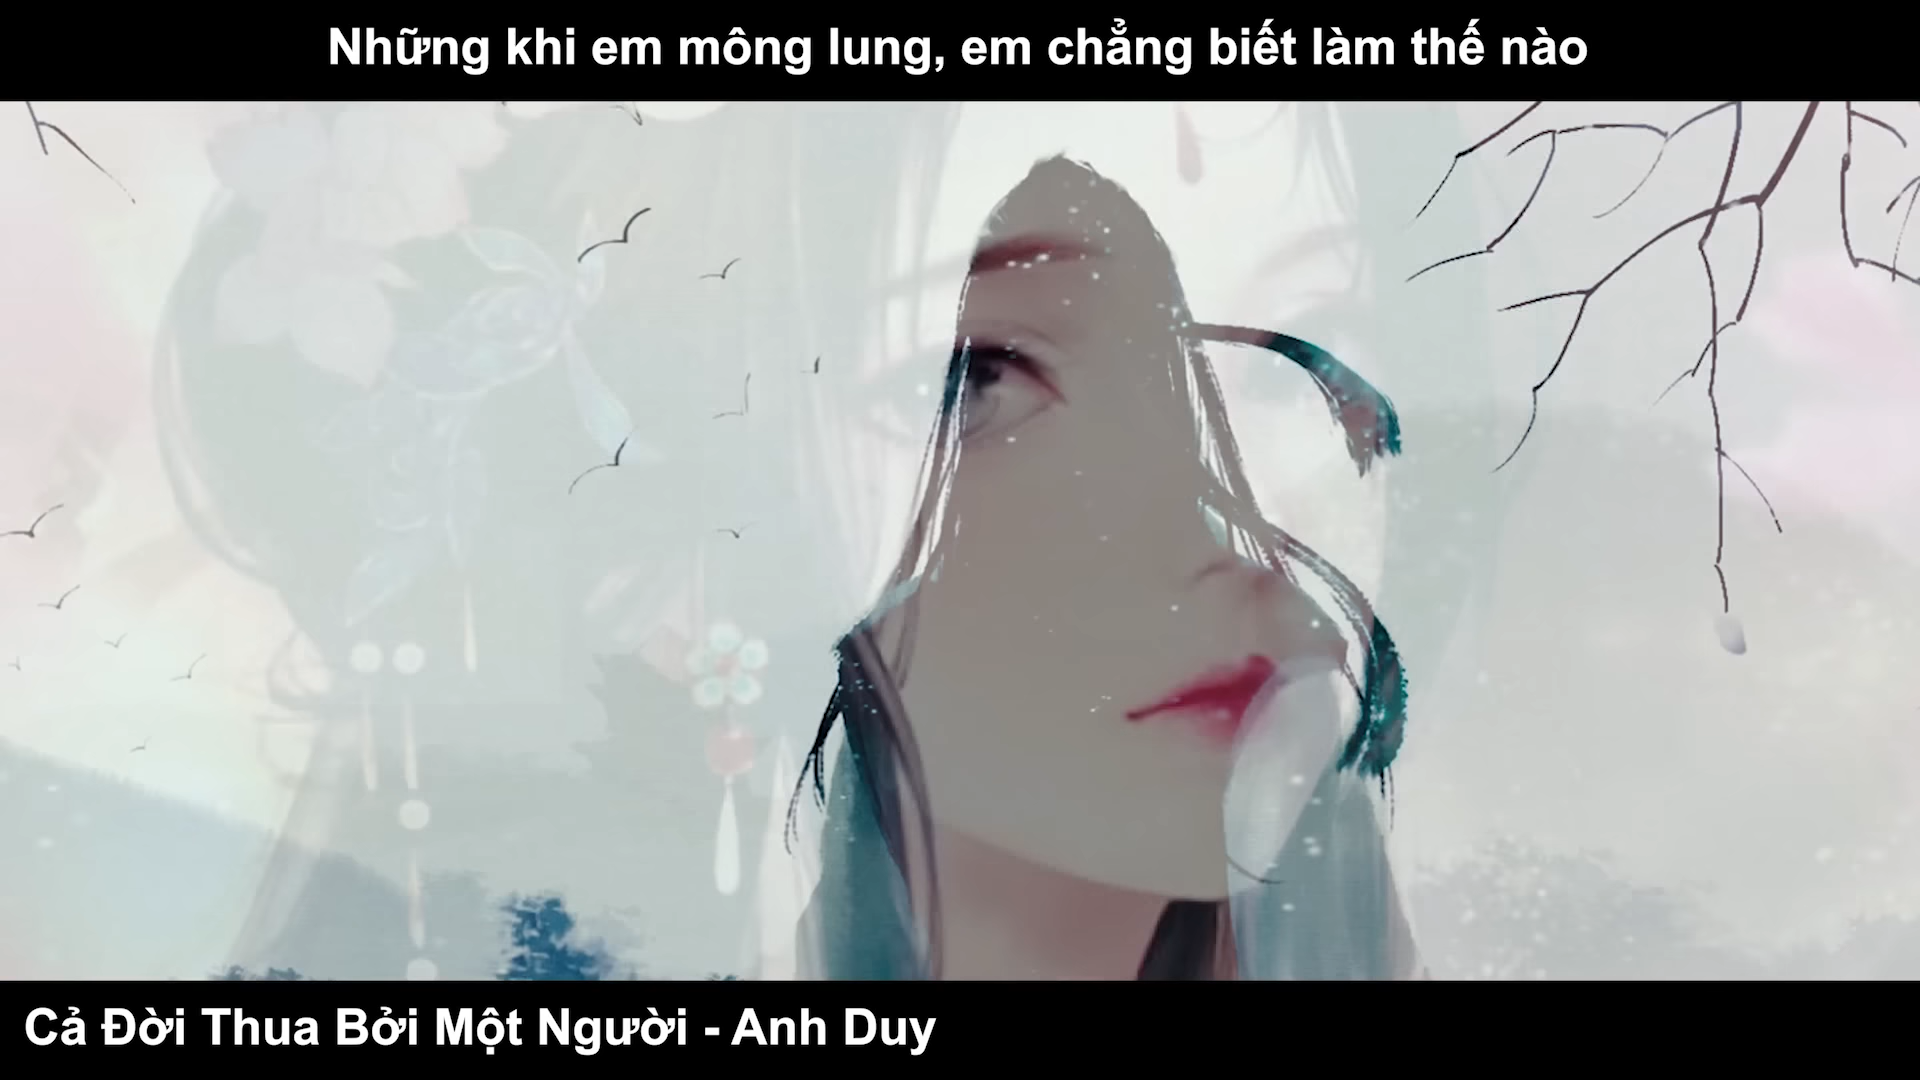 Những khi em mông lung, em chẳng biết làm thế nào
Cả Đời Thua Bởi Một Người - Anh Duy